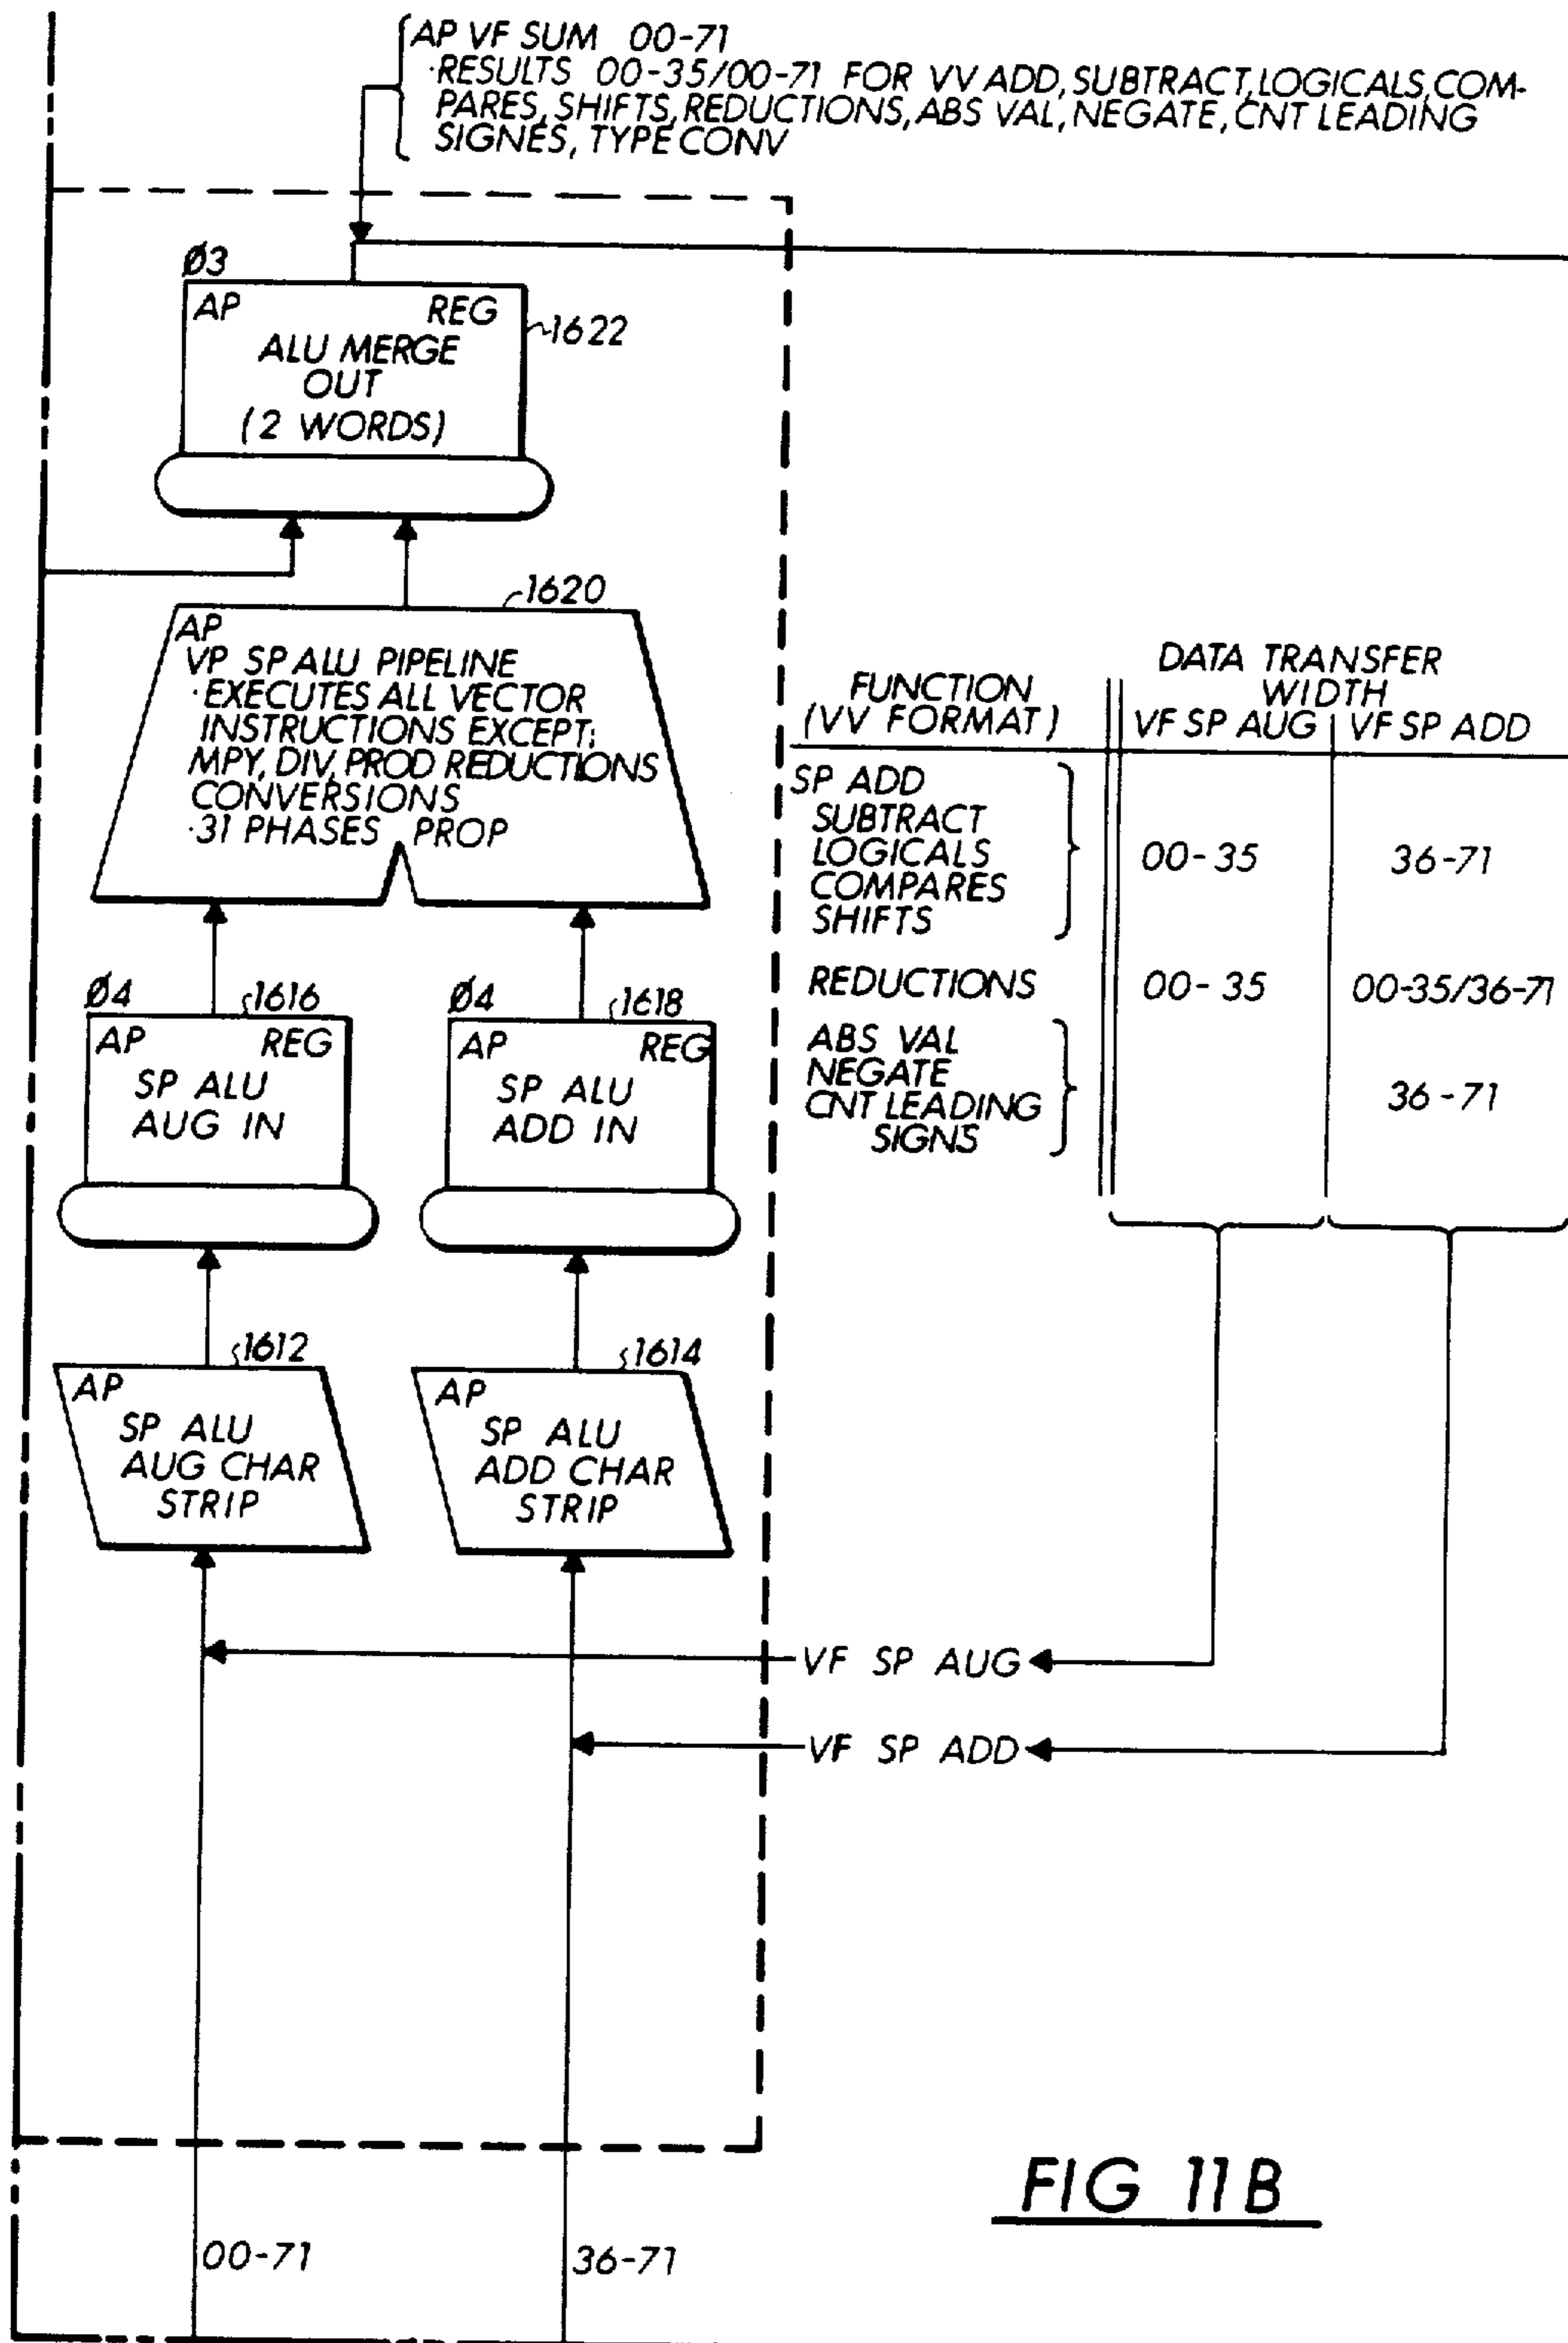 AP VF SUM 00-71
·RESULTS 00-35/00-71 FOR VV ADD, SUBTRACT, LOGICALS, COM-
PARES, SHIFTS, REDUCTIONS, ABS VAL, NEGATE, CNT LEADING
SIGNES, TYPE CONV
Ø3
AP REG
1622
ALU MERGE
OUT
(2 WORDS)
1620
AP
VP SP ALU PIPELINE
·EXECUTES ALL VECTOR
INSTRUCTIONS EXCEPT;
MPY, DIV, PROD REDUCTIONS
CONVERSIONS
·31 PHASES PROP
DATA TRANSFER
WIDTH
FUNCTION
(VV FORMAT)
VF SP AUG VF SP ADD
SP ADD
SUBTRACT
LOGICALS
COMPARES
SHIFTS
00-35 36-71
REDUCTIONS 00-35 00-35/36-71
ABS VAL
NEGATE
CNT LEADING
SIGNS
36-71
Ø4 1616
AP REG
SP ALU
AUG IN
Ø4 1618
AP REG
SP ALU
ADD IN
1612
AP
SP ALU
AUG CHAR
STRIP
1614
AP
SP ALU
ADD CHAR
STRIP
VF SP AUG
VF SP ADD
00-71
36-71
FIG 11B